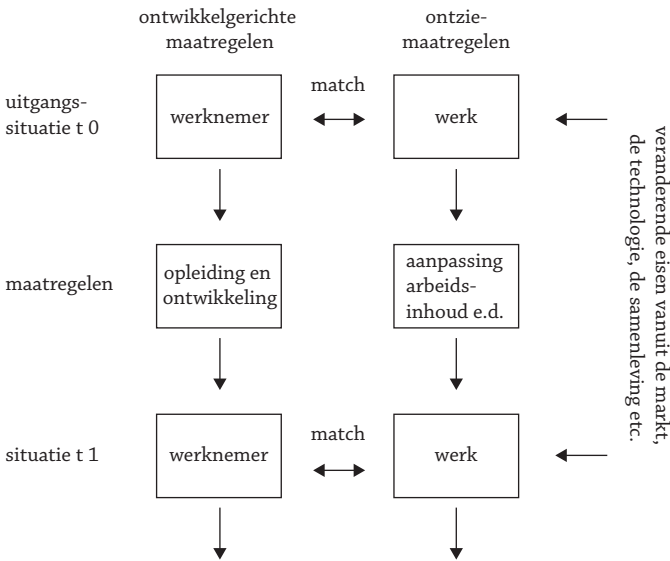 ontwikkelgerichte
maatregelen
ontzie-
maatregelen
uitgangs-
situatie t 0
werknemer
match
werk
maatregelen
opleiding en
ontwikkeling
aanpassing
arbeids-
inhoud e.d.
situatie t 1
werknemer
match
werk
veranderende eisen vanuit de markt,
de technologie, de samenleving etc.